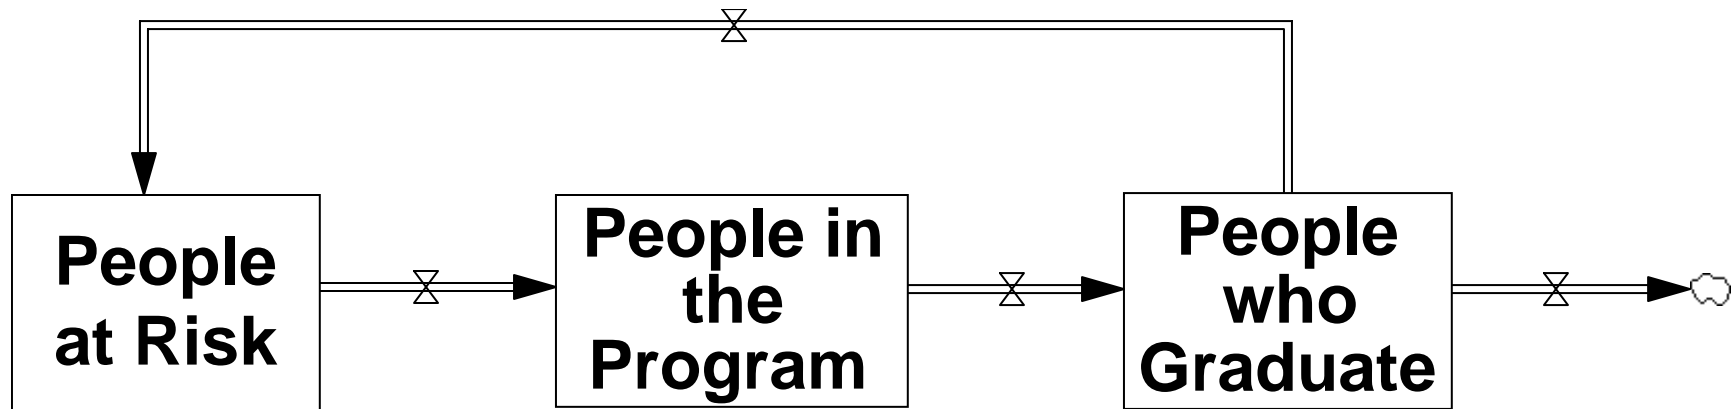 People
at Risk
People in
the
Program
People
who
Graduate